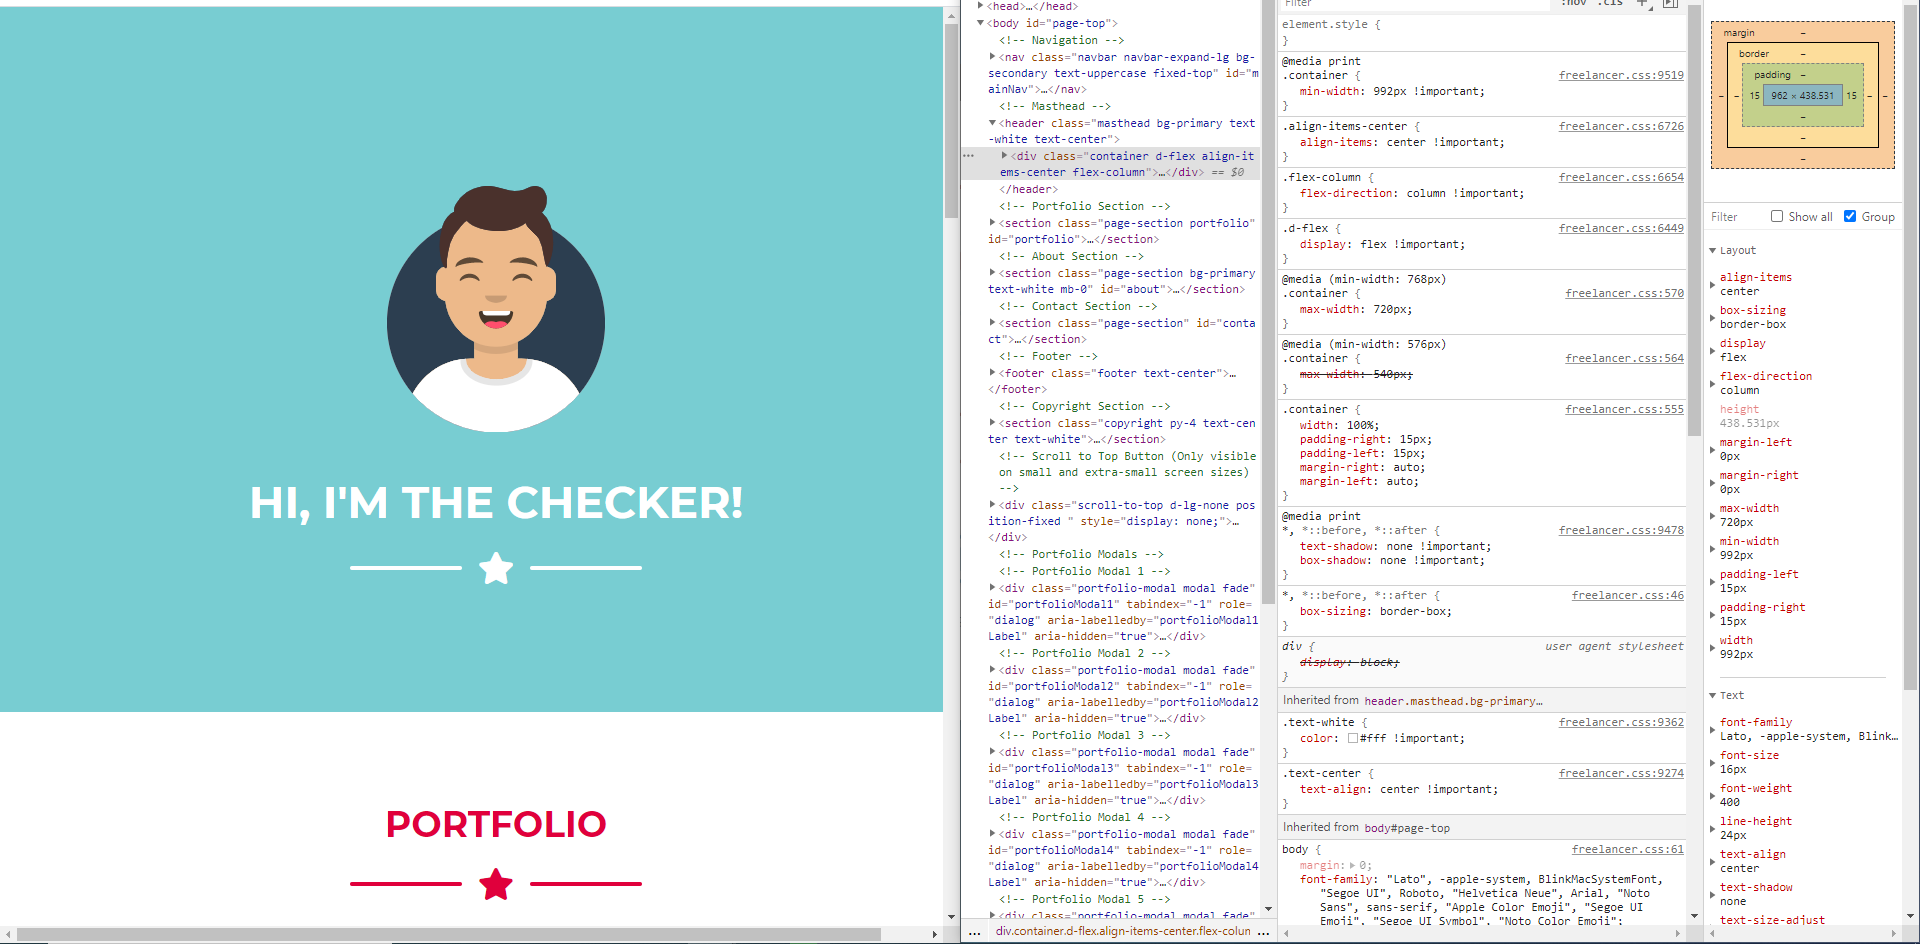 HI, I'M THE CHECKER!
PORTFOLIO
<head>…</head>
<body id="page-top">
<!-- Navigation -->
<nav class="navbar navbar-expand-lg bg-
secondary text-uppercase fixed-top" id="m
ainNav">…</nav>
<!-- Masthead -->
<header class="masthead bg-primary text
-white text-center">
<div class="container d-flex align-it
ems-center flex-column">…</div> == $0
</header>
<!-- Portfolio Section -->
<section class="page-section portfolio"
id="portfolio">…</section>
<!-- About Section -->
<section class="page-section bg-primary
text-white mb-0" id="about">…</section>
<!-- Contact Section -->
<section class="page-section" id="conta
ct">…</section>
<!-- Footer -->
<footer class="footer text-center">…
</footer>
<!-- Copyright Section -->
<section class="copyright py-4 text-cen
ter text-white">…</section>
<!-- Scroll to Top Button (Only visible
on small and extra-small screen sizes)
-->
<div class="scroll-to-top d-lg-none pos
ition-fixed " style="display: none;">…
</div>
<!-- Portfolio Modals -->
<!-- Portfolio Modal 1 -->
<div class="portfolio-modal modal fade"
id="portfolioModal1" tabindex="-1" role=
"dialog" aria-labelledby="portfolioModal1
Label" aria-hidden="true">…</div>
<!-- Portfolio Modal 2 -->
<div class="portfolio-modal modal fade"
id="portfolioModal2" tabindex="-1" role=
"dialog" aria-labelledby="portfolioModal2
Label" aria-hidden="true">…</div>
<!-- Portfolio Modal 3 -->
<div class="portfolio-modal modal fade"
id="portfolioModal3" tabindex="-1" role=
"dialog" aria-labelledby="portfolioModal3
Label" aria-hidden="true">…</div>
<!-- Portfolio Modal 4 -->
<div class="portfolio-modal modal fade"
id="portfolioModal4" tabindex="-1" role=
"dialog" aria-labelledby="portfolioModal4
Label" aria-hidden="true">…</div>
<!-- Portfolio Modal 5 -->
<div class="portfolio-modal modal fade"
... div.container.d-flex.align-items-center.flex-colun ...
Filter :hov .cls
element.style {
}
@media print
.container { freelancer.css:9519
min-width: 992px !important;
}
.align-items-center { freelancer.css:6726
align-items: center !important;
}
.flex-column { freelancer.css:6654
flex-direction: column !important;
}
.d-flex { freelancer.css:6449
display: flex !important;
}
@media (min-width: 768px)
.container { freelancer.css:570
max-width: 720px;
}
@media (min-width: 576px)
.container { freelancer.css:564
max-width: 540px;
}
.container { freelancer.css:555
width: 100%;
padding-right: 15px;
padding-left: 15px;
margin-right: auto;
margin-left: auto;
}
@media print
*, *::before, *::after { freelancer.css:9478
text-shadow: none !important;
box-shadow: none !important;
}
*, *::before, *::after { freelancer.css:46
box-sizing: border-box;
}
div { user agent stylesheet
display: block;
}
Inherited from header.masthead.bg-primary…
.text-white { freelancer.css:9362
color: #fff !important;
}
.text-center { freelancer.css:9274
text-align: center !important;
}
Inherited from body#page-top
body { freelancer.css:61
margin: 0;
font-family: "Lato", -apple-system, BlinkMacSystemFont,
"Segoe UI", Roboto, "Helvetica Neue", Arial, "Noto
Sans", sans-serif, "Apple Color Emoji", "Segoe UI
Emoji", "Segoe UI Symbol", "Noto Color Emoji";
margin –
border –
padding –
– – 15 962 × 438.531 15 – –
–
–
–
Filter Show all Group
Layout
align-items
center
box-sizing
border-box
display
flex
flex-direction
column
height
438.531px
margin-left
0px
margin-right
0px
max-width
720px
min-width
992px
padding-left
15px
padding-right
15px
width
992px
Text
font-family
Lato, -apple-system, Blink…
font-size
16px
font-weight
400
line-height
24px
text-align
center
text-shadow
none
text-size-adjust